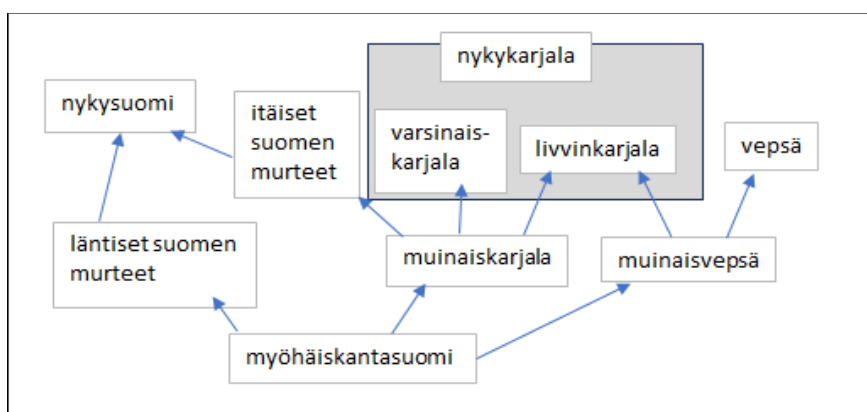 nykykarjala
nykysuomi
itäiset
suomen
murteet
varsinais-
karjala
livvinkarjala
vepsä
läntiset suomen
murteet
muinaiskarjala
muinaisvepsä
myöhäiskantasuomi